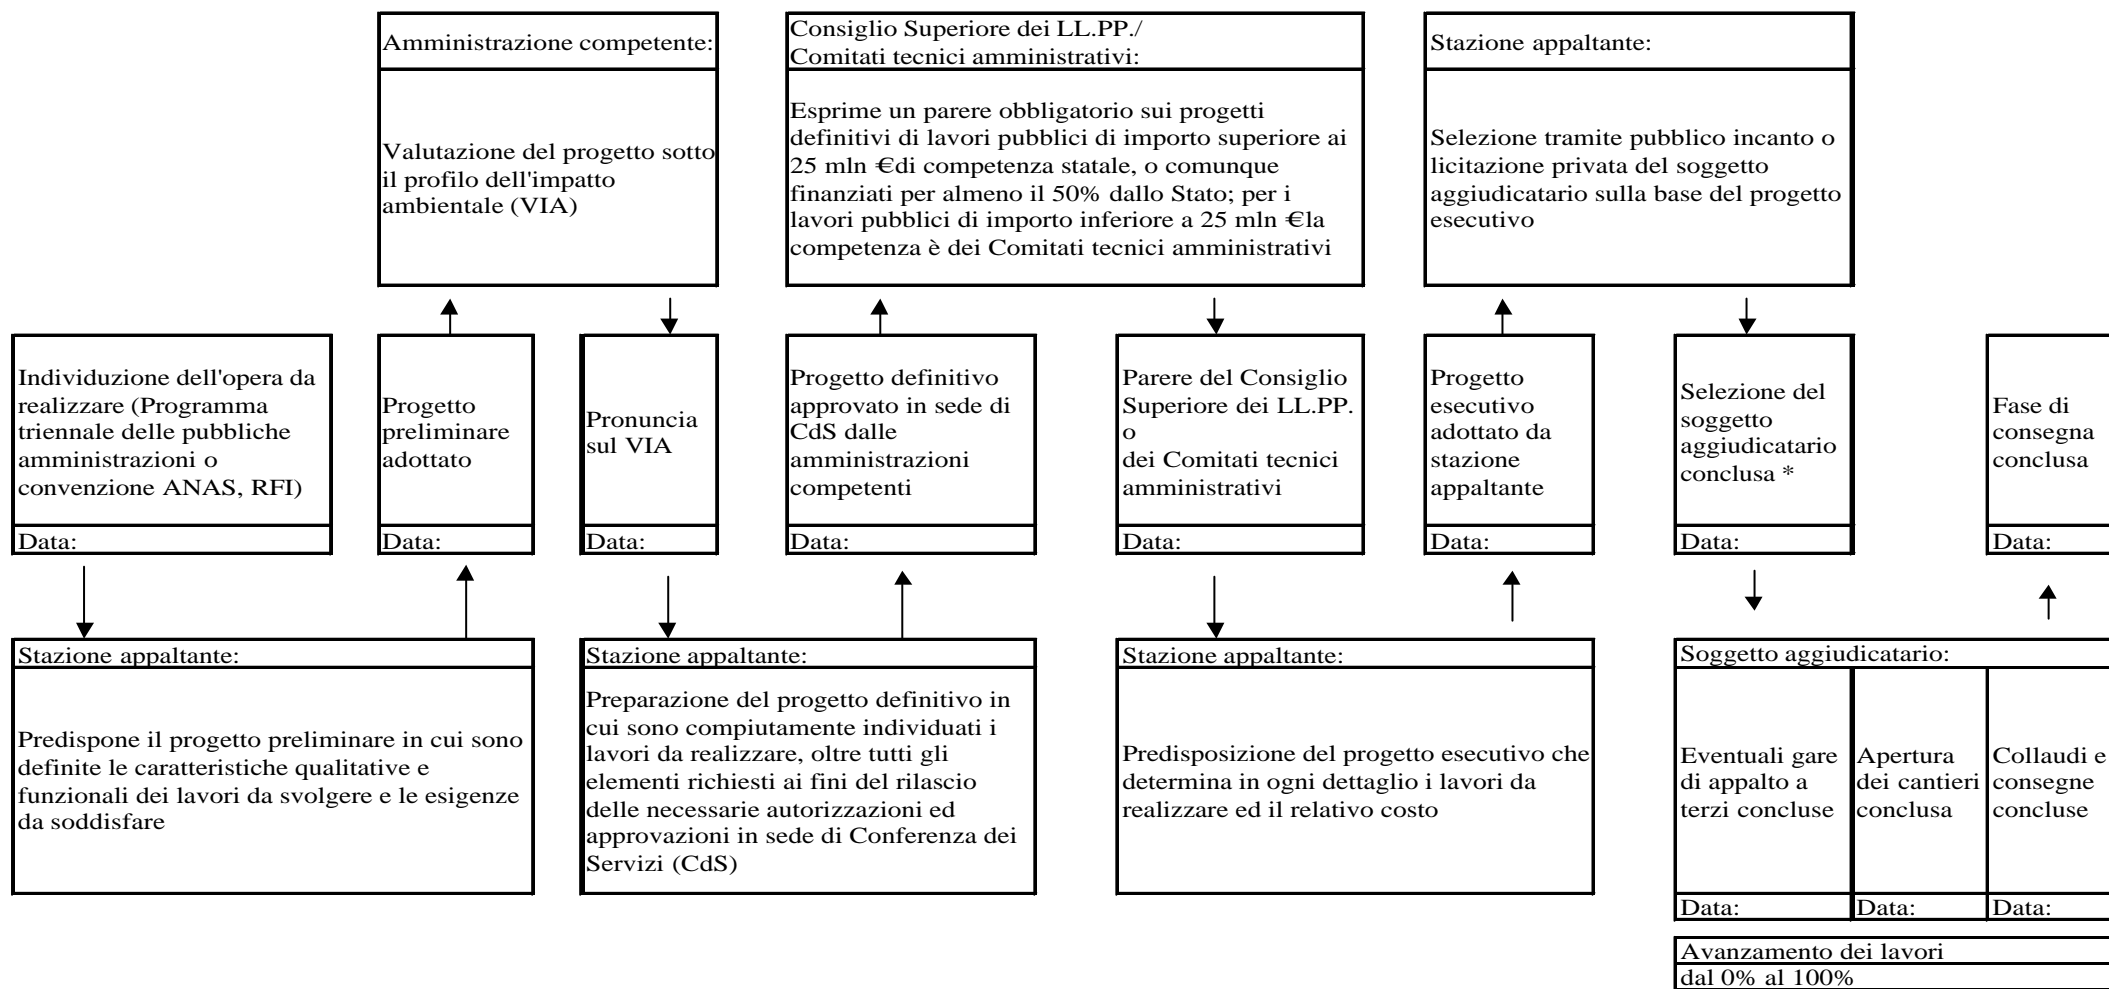 Amministrazione competente:
Valutazione del progetto sotto
il profilo dell'impatto
ambientale (VIA)
Consiglio Superiore dei LL.PP./
Comitati tecnici amministrativi:
Esprime un parere obbligatorio sui progetti
definitivi di lavori pubblici di importo superiore ai
25 mln €di competenza statale, o comunque
finanziati per almeno il 50% dallo Stato; per i
lavori pubblici di importo inferiore a 25 mln €la
competenza è dei Comitati tecnici amministrativi
Stazione appaltante:
Selezione tramite pubblico incanto o
licitazione privata del soggetto
aggiudicatario sulla base del progetto
esecutivo
Individuzione dell'opera da
realizzare (Programma
triennale delle pubbliche
amministrazioni o
convenzione ANAS, RFI)
Data:
Progetto
preliminare
adottato
Data:
Pronuncia
sul VIA
Data:
Progetto definitivo
approvato in sede di
CdS dalle
amministrazioni
competenti
Data:
Parere del Consiglio
Superiore dei LL.PP.
o
dei Comitati tecnici
amministrativi
Data:
Progetto
esecutivo
adottato da
stazione
appaltante
Data:
Selezione del
soggetto
aggiudicatario
conclusa *
Data:
Fase di
consegna
conclusa
Data:
Stazione appaltante:
Predispone il progetto preliminare in cui sono
definite le caratteristiche qualitative e
funzionali dei lavori da svolgere e le esigenze
da soddisfare
Stazione appaltante:
Preparazione del progetto definitivo in
cui sono compiutamente individuati i
lavori da realizzare, oltre tutti gli
elementi richiesti ai fini del rilascio
delle necessarie autorizzazioni ed
approvazioni in sede di Conferenza dei
Servizi (CdS)
Stazione appaltante:
Predisposizione del progetto esecutivo che
determina in ogni dettaglio i lavori da
realizzare ed il relativo costo
Soggetto aggiudicatario:
Eventuali gare
di appalto a
terzi concluse
Data:
Apertura
dei cantieri
conclusa
Data:
Collaudi e
consegne
concluse
Data:
Avanzamento dei lavori
dal 0% al 100%